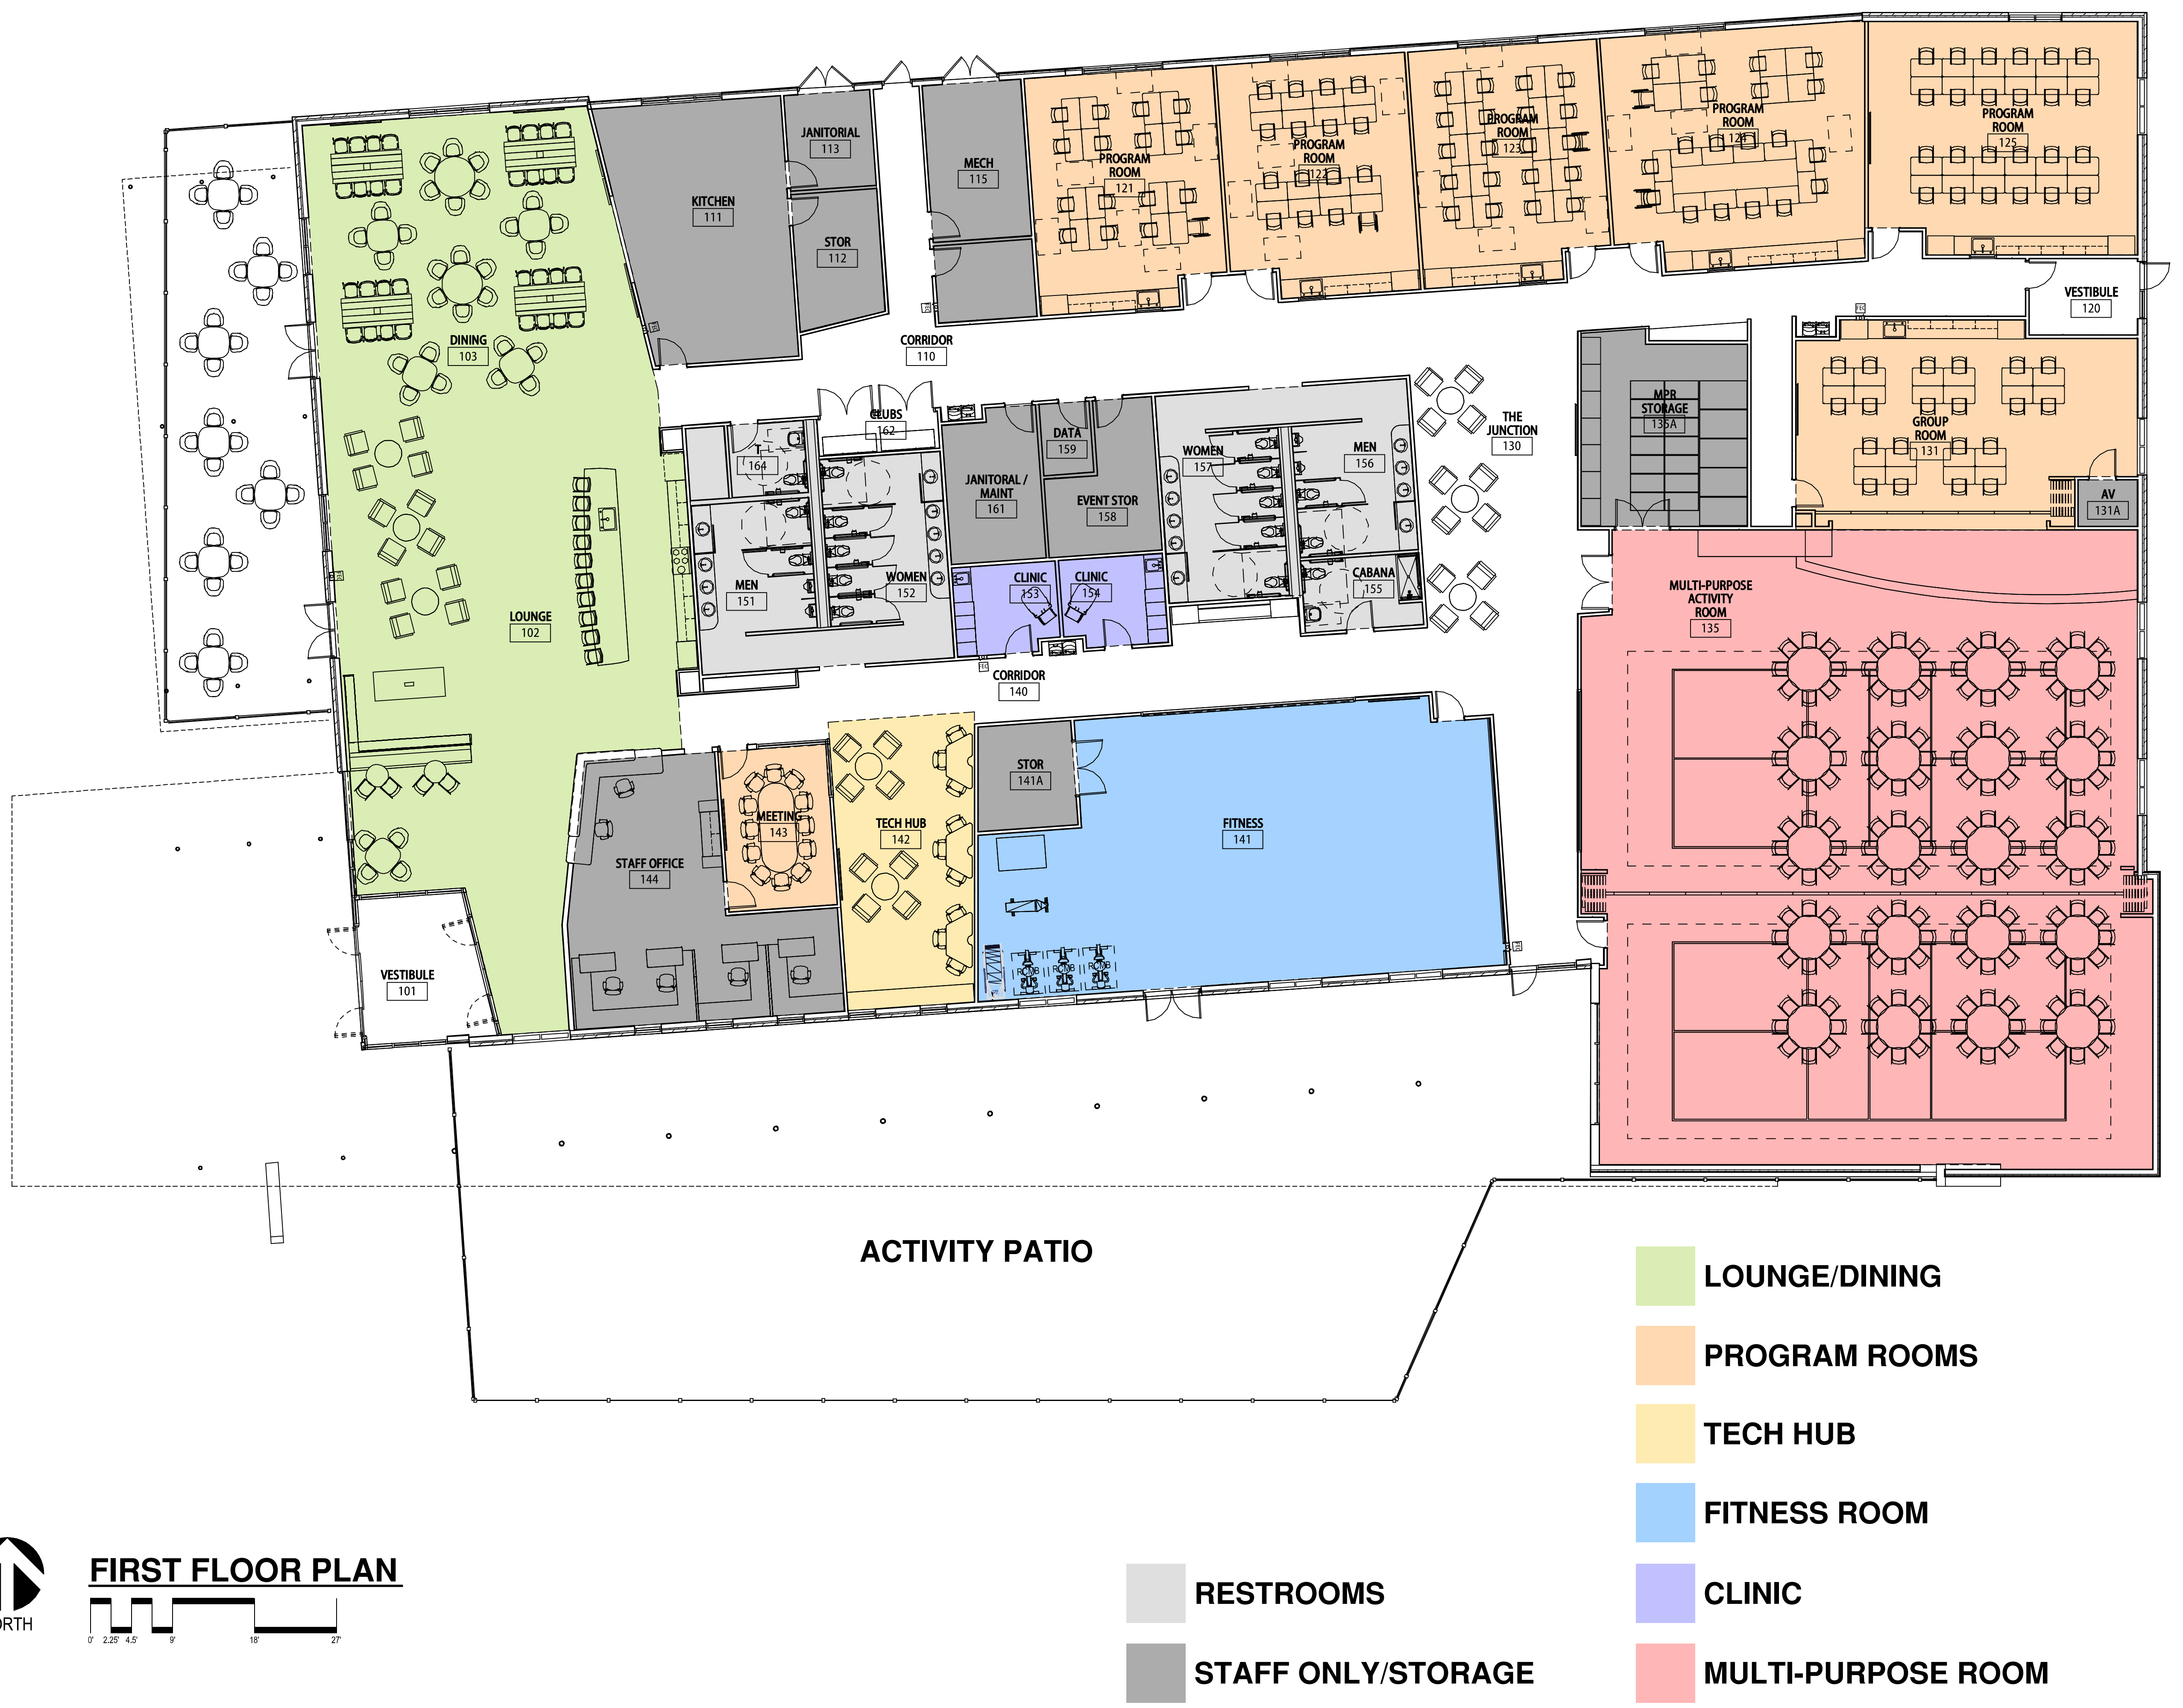 JANITORIAL
113
MECH
115
KITCHEN
111
STOR
112
PROGRAM
ROOM
121
PROGRAM
ROOM
122
PROGRAM
ROOM
123
PROGRAM
ROOM
124
PROGRAM
ROOM
125
VESTIBULE
120
DINING
103
CORRIDOR
110
CLUBS
162
DATA
159
T
164
WOMEN
157
MEN
156
THE
JUNCTION
130
MPR
STORAGE
135A
GROUP
ROOM
131
AV
131A
JANITORAL /
MAINT
161
EVENT STOR
158
MEN
151
WOMEN
152
CLINIC
153
CLINIC
154
CABANA
155
LOUNGE
102
MULTI-PURPOSE
ACTIVITY
ROOM
135
FEC
CORRIDOR
140
STOR
141A
MEETING
143
TECH HUB
142
FITNESS
141
STAFF OFFICE
144
VESTIBULE
101
RCMB
RCMB
RCMB
ACTIVITY PATIO
LOUNGE/DINING
PROGRAM ROOMS
TECH HUB
FITNESS ROOM
RESTROOMS
CLINIC
STAFF ONLY/STORAGE
MULTI-PURPOSE ROOM
FIRST FLOOR PLAN
0' 2.25' 4.5' 9' 18' 27'